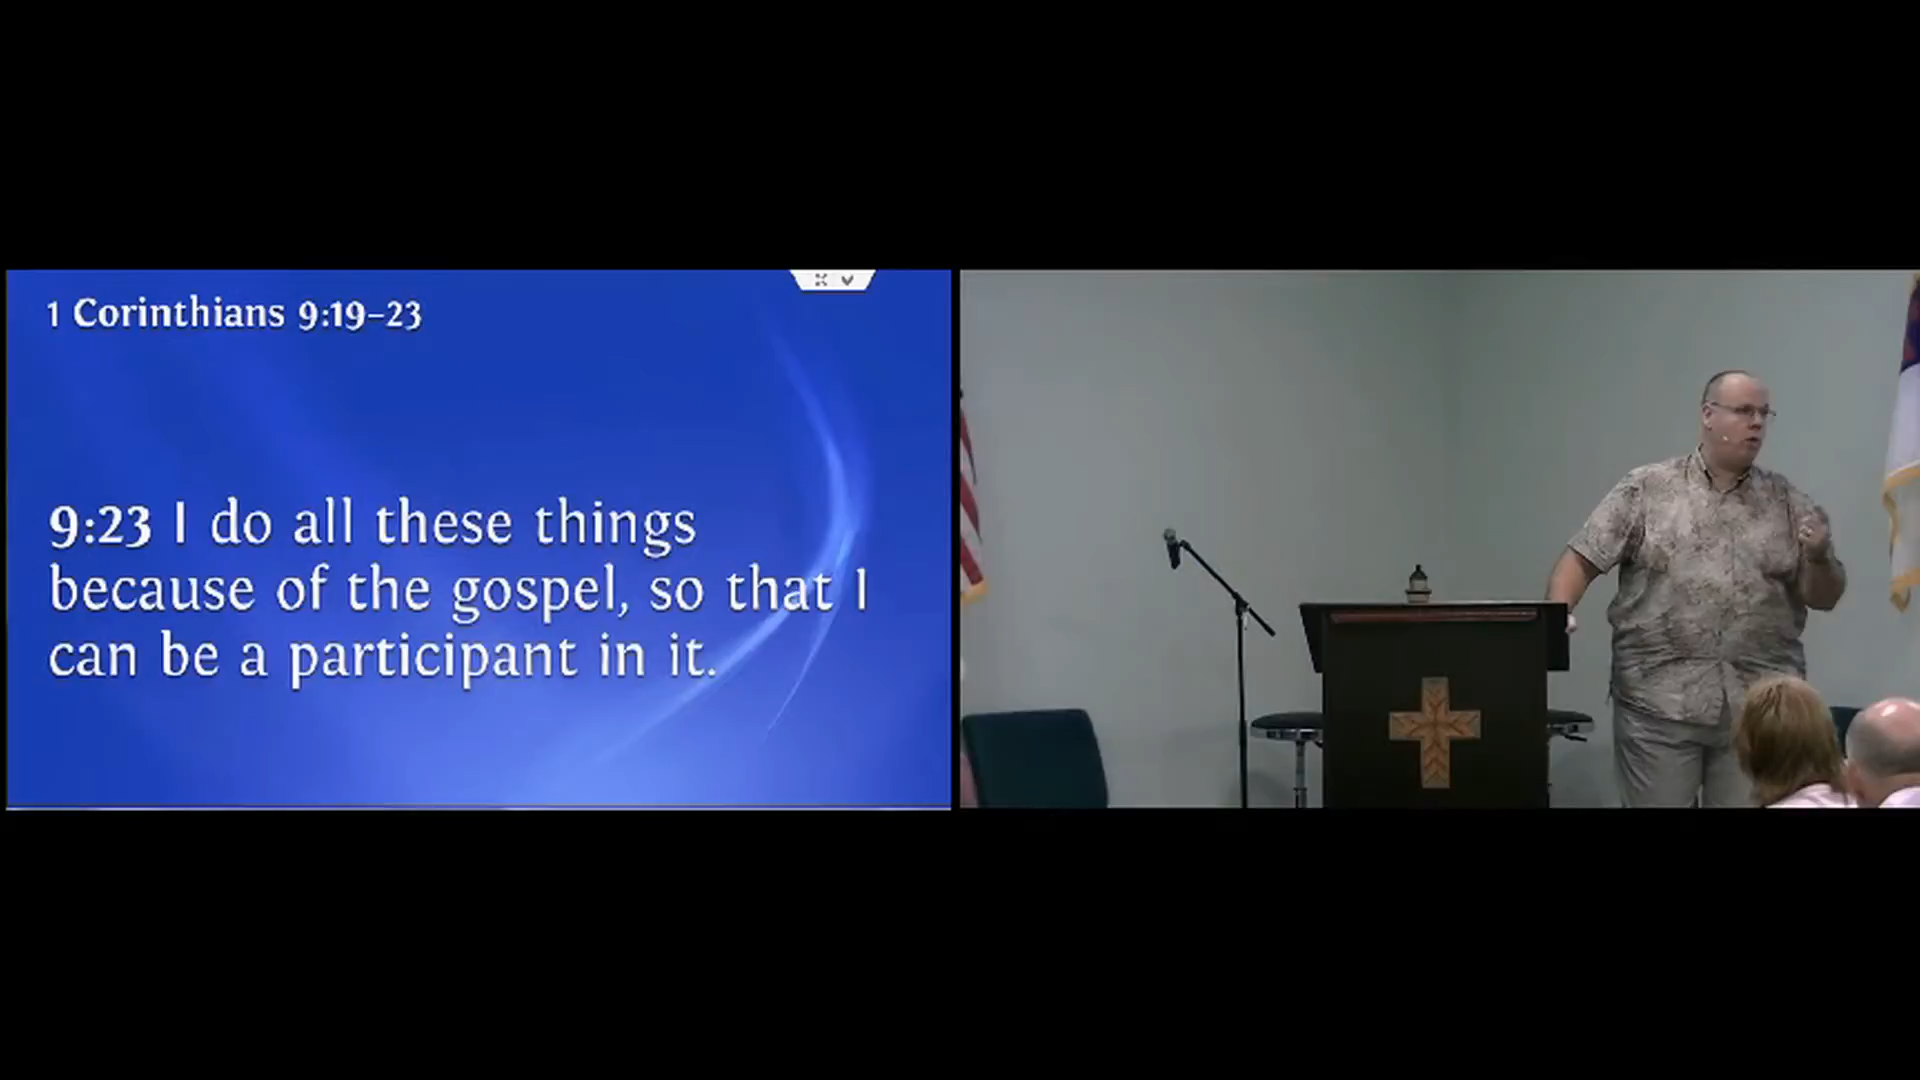 1 Corinthians 9:19–23
9:23 I do all these things
because of the gospel, so that I
can be a participant in it.